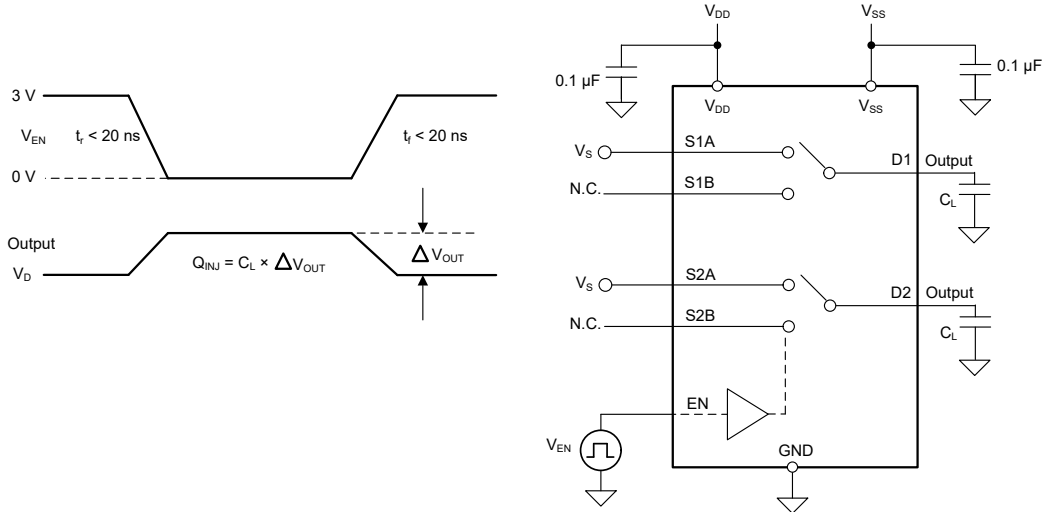 3 V
V_EN
t_r < 20 ns
t_f < 20 ns
0 V
Output
V_D
Q_INJ = C_L × ΔV_OUT
ΔV_OUT
V_DD
V_SS
0.1 µF
0.1 µF
V_DD
V_SS
V_S
S1A
D1
Output
N.C.
S1B
C_L
V_S
S2A
D2
Output
N.C.
S2B
C_L
EN
V_EN
GND